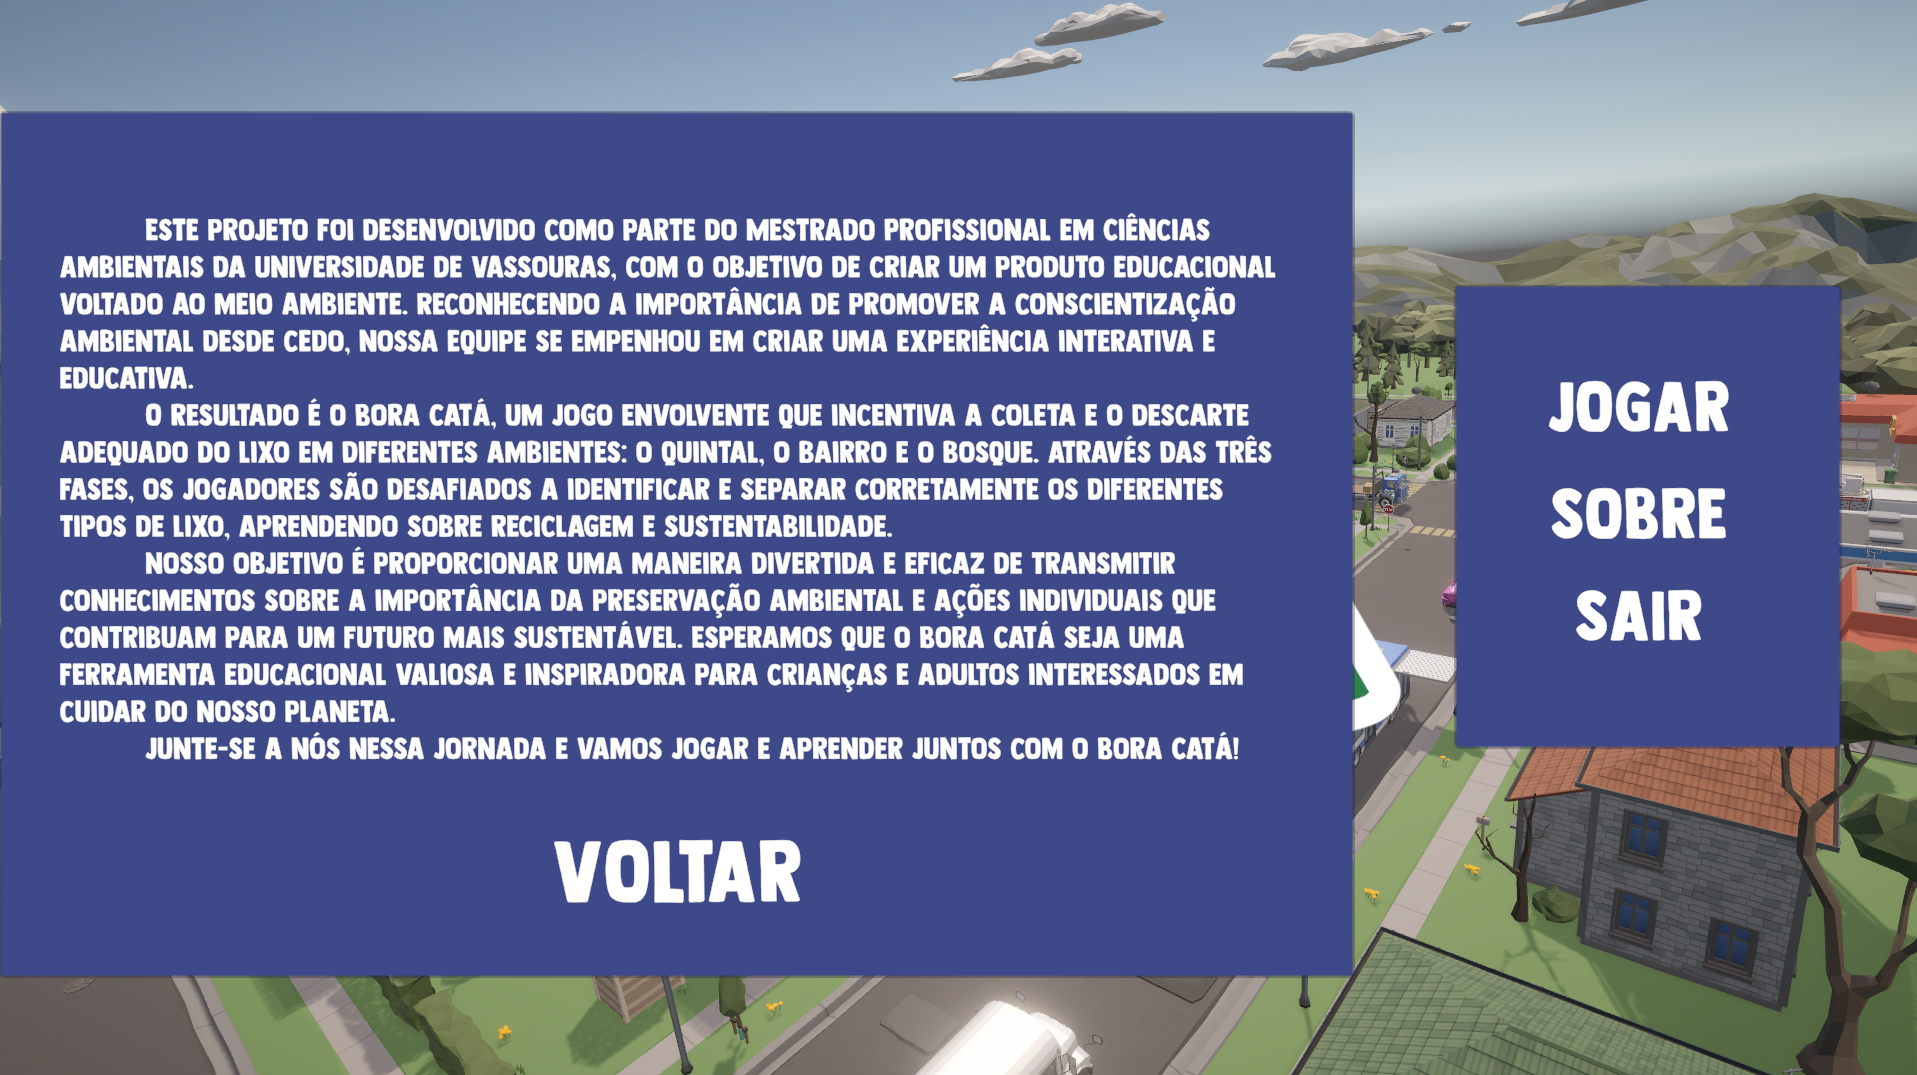 ESTE PROJETO FOI DESENVOLVIDO COMO PARTE DO MESTRADO PROFISSIONAL EM CIÊNCIAS
AMBIENTAIS DA UNIVERSIDADE DE VASSOURAS, COM O OBJETIVO DE CRIAR UM PRODUTO EDUCACIONAL
VOLTADO AO MEIO AMBIENTE. RECONHECENDO A IMPORTÂNCIA DE PROMOVER A CONSCIENTIZAÇÃO
AMBIENTAL DESDE CEDO, NOSSA EQUIPE SE EMPENHOU EM CRIAR UMA EXPERIÊNCIA INTERATIVA E
EDUCATIVA.
O RESULTADO É O BORA CATÁ, UM JOGO ENVOLVENTE QUE INCENTIVA A COLETA E O DESCARTE
ADEQUADO DO LIXO EM DIFERENTES AMBIENTES: O QUINTAL, O BAIRRO E O BOSQUE. ATRAVÉS DAS TRÊS
FASES, OS JOGADORES SÃO DESAFIADOS A IDENTIFICAR E SEPARAR CORRETAMENTE OS DIFERENTES
TIPOS DE LIXO, APRENDENDO SOBRE RECICLAGEM E SUSTENTABILIDADE.
NOSSO OBJETIVO É PROPORCIONAR UMA MANEIRA DIVERTIDA E EFICAZ DE TRANSMITIR
CONHECIMENTOS SOBRE A IMPORTÂNCIA DA PRESERVAÇÃO AMBIENTAL E AÇÕES INDIVIDUAIS QUE
CONTRIBUAM PARA UM FUTURO MAIS SUSTENTÁVEL. ESPERAMOS QUE O BORA CATÁ SEJA UMA
FERRAMENTA EDUCACIONAL VALIOSA E INSPIRADORA PARA CRIANÇAS E ADULTOS INTERESSADOS EM
CUIDAR DO NOSSO PLANETA.
JUNTE-SE A NÓS NESSA JORNADA E VAMOS JOGAR E APRENDER JUNTOS COM O BORA CATÁ!
VOLTAR
JOGAR
SOBRE
SAIR